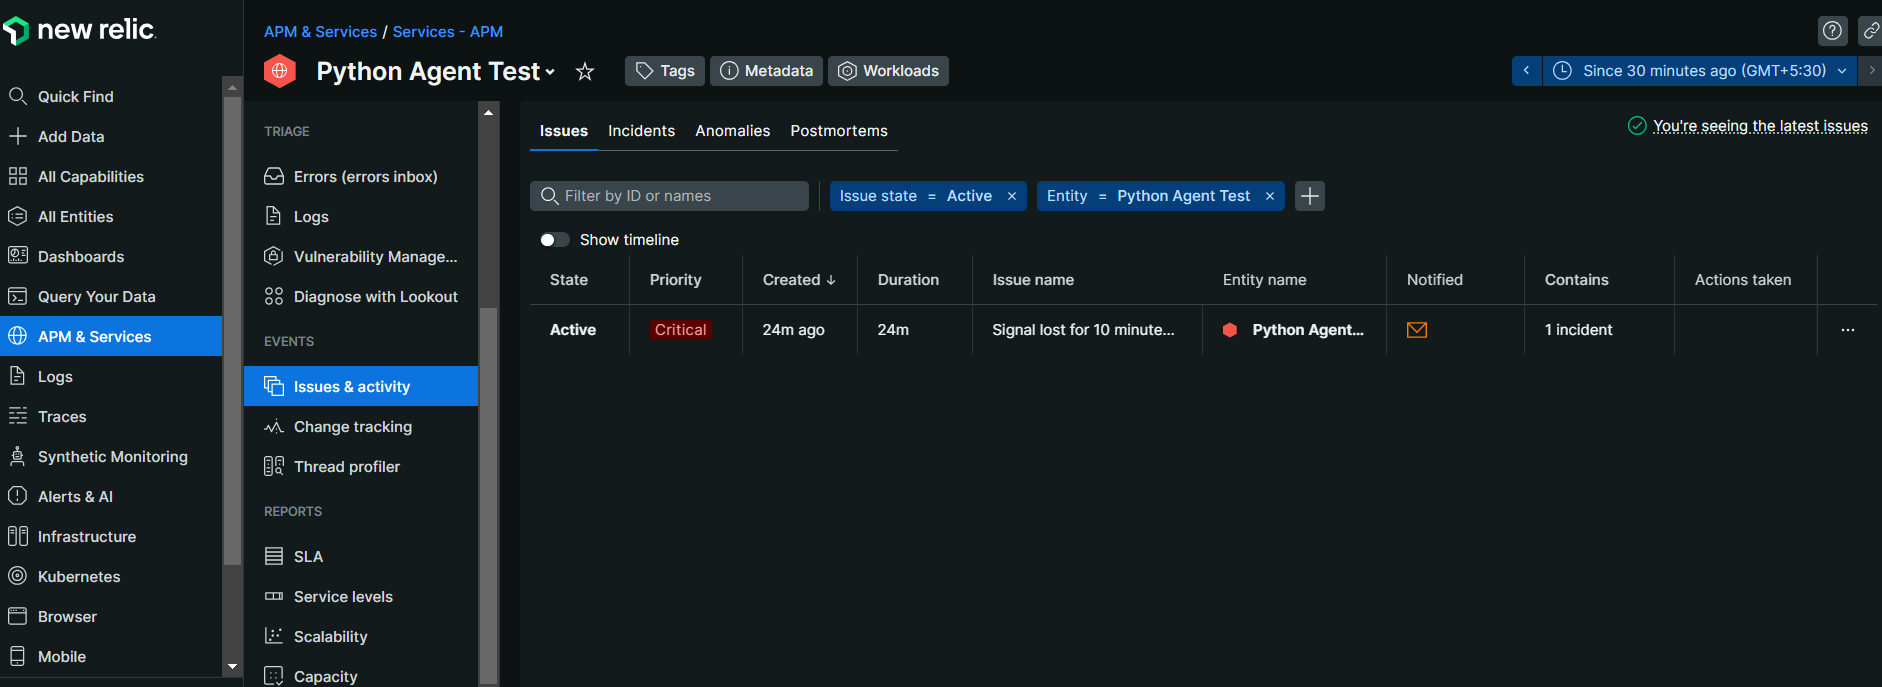 new relic.
Quick Find
Add Data
All Capabilities
All Entities
Dashboards
Query Your Data
APM & Services
Logs
Traces
Synthetic Monitoring
Alerts & AI
Infrastructure
Kubernetes
Browser
Mobile
APM & Services / Services - APM
Python Agent Test
Tags
Metadata
Workloads
Since 30 minutes ago (GMT+5:30)
TRIAGE
Errors (errors inbox)
Logs
Vulnerability Manage...
Diagnose with Lookout
EVENTS
Issues & activity
Change tracking
Thread profiler
REPORTS
SLA
Service levels
Scalability
Capacity
Issues Incidents Anomalies Postmortems
You're seeing the latest issues
Filter by ID or names
Issue state = Active ×
Entity = Python Agent Test ×
Show timeline
State Priority Created ↓ Duration Issue name Entity name Notified Contains Actions taken
Active Critical 24m ago 24m Signal lost for 10 minute... Python Agent... 1 incident ...